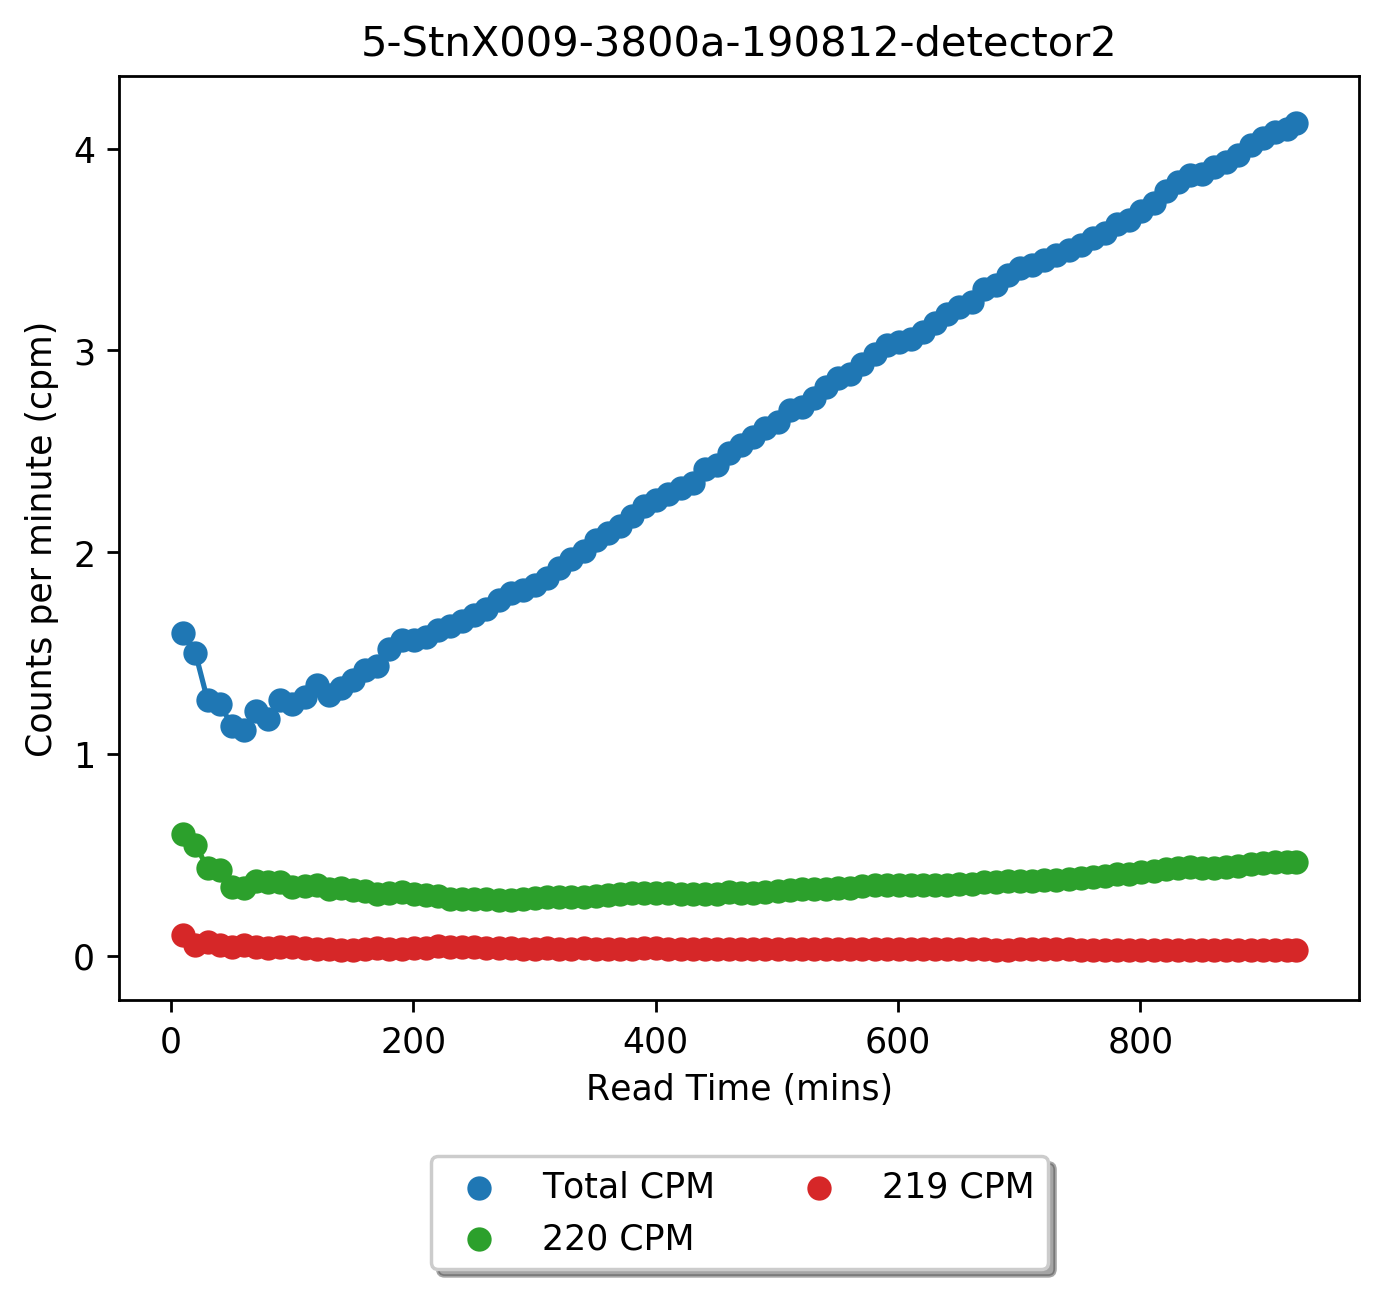 5-StnX009-3800a-190812-detector2
Counts per minute (cpm)
4
3
2
1
0
0 200 400 600 800
Read Time (mins)
Total CPM 219 CPM
220 CPM